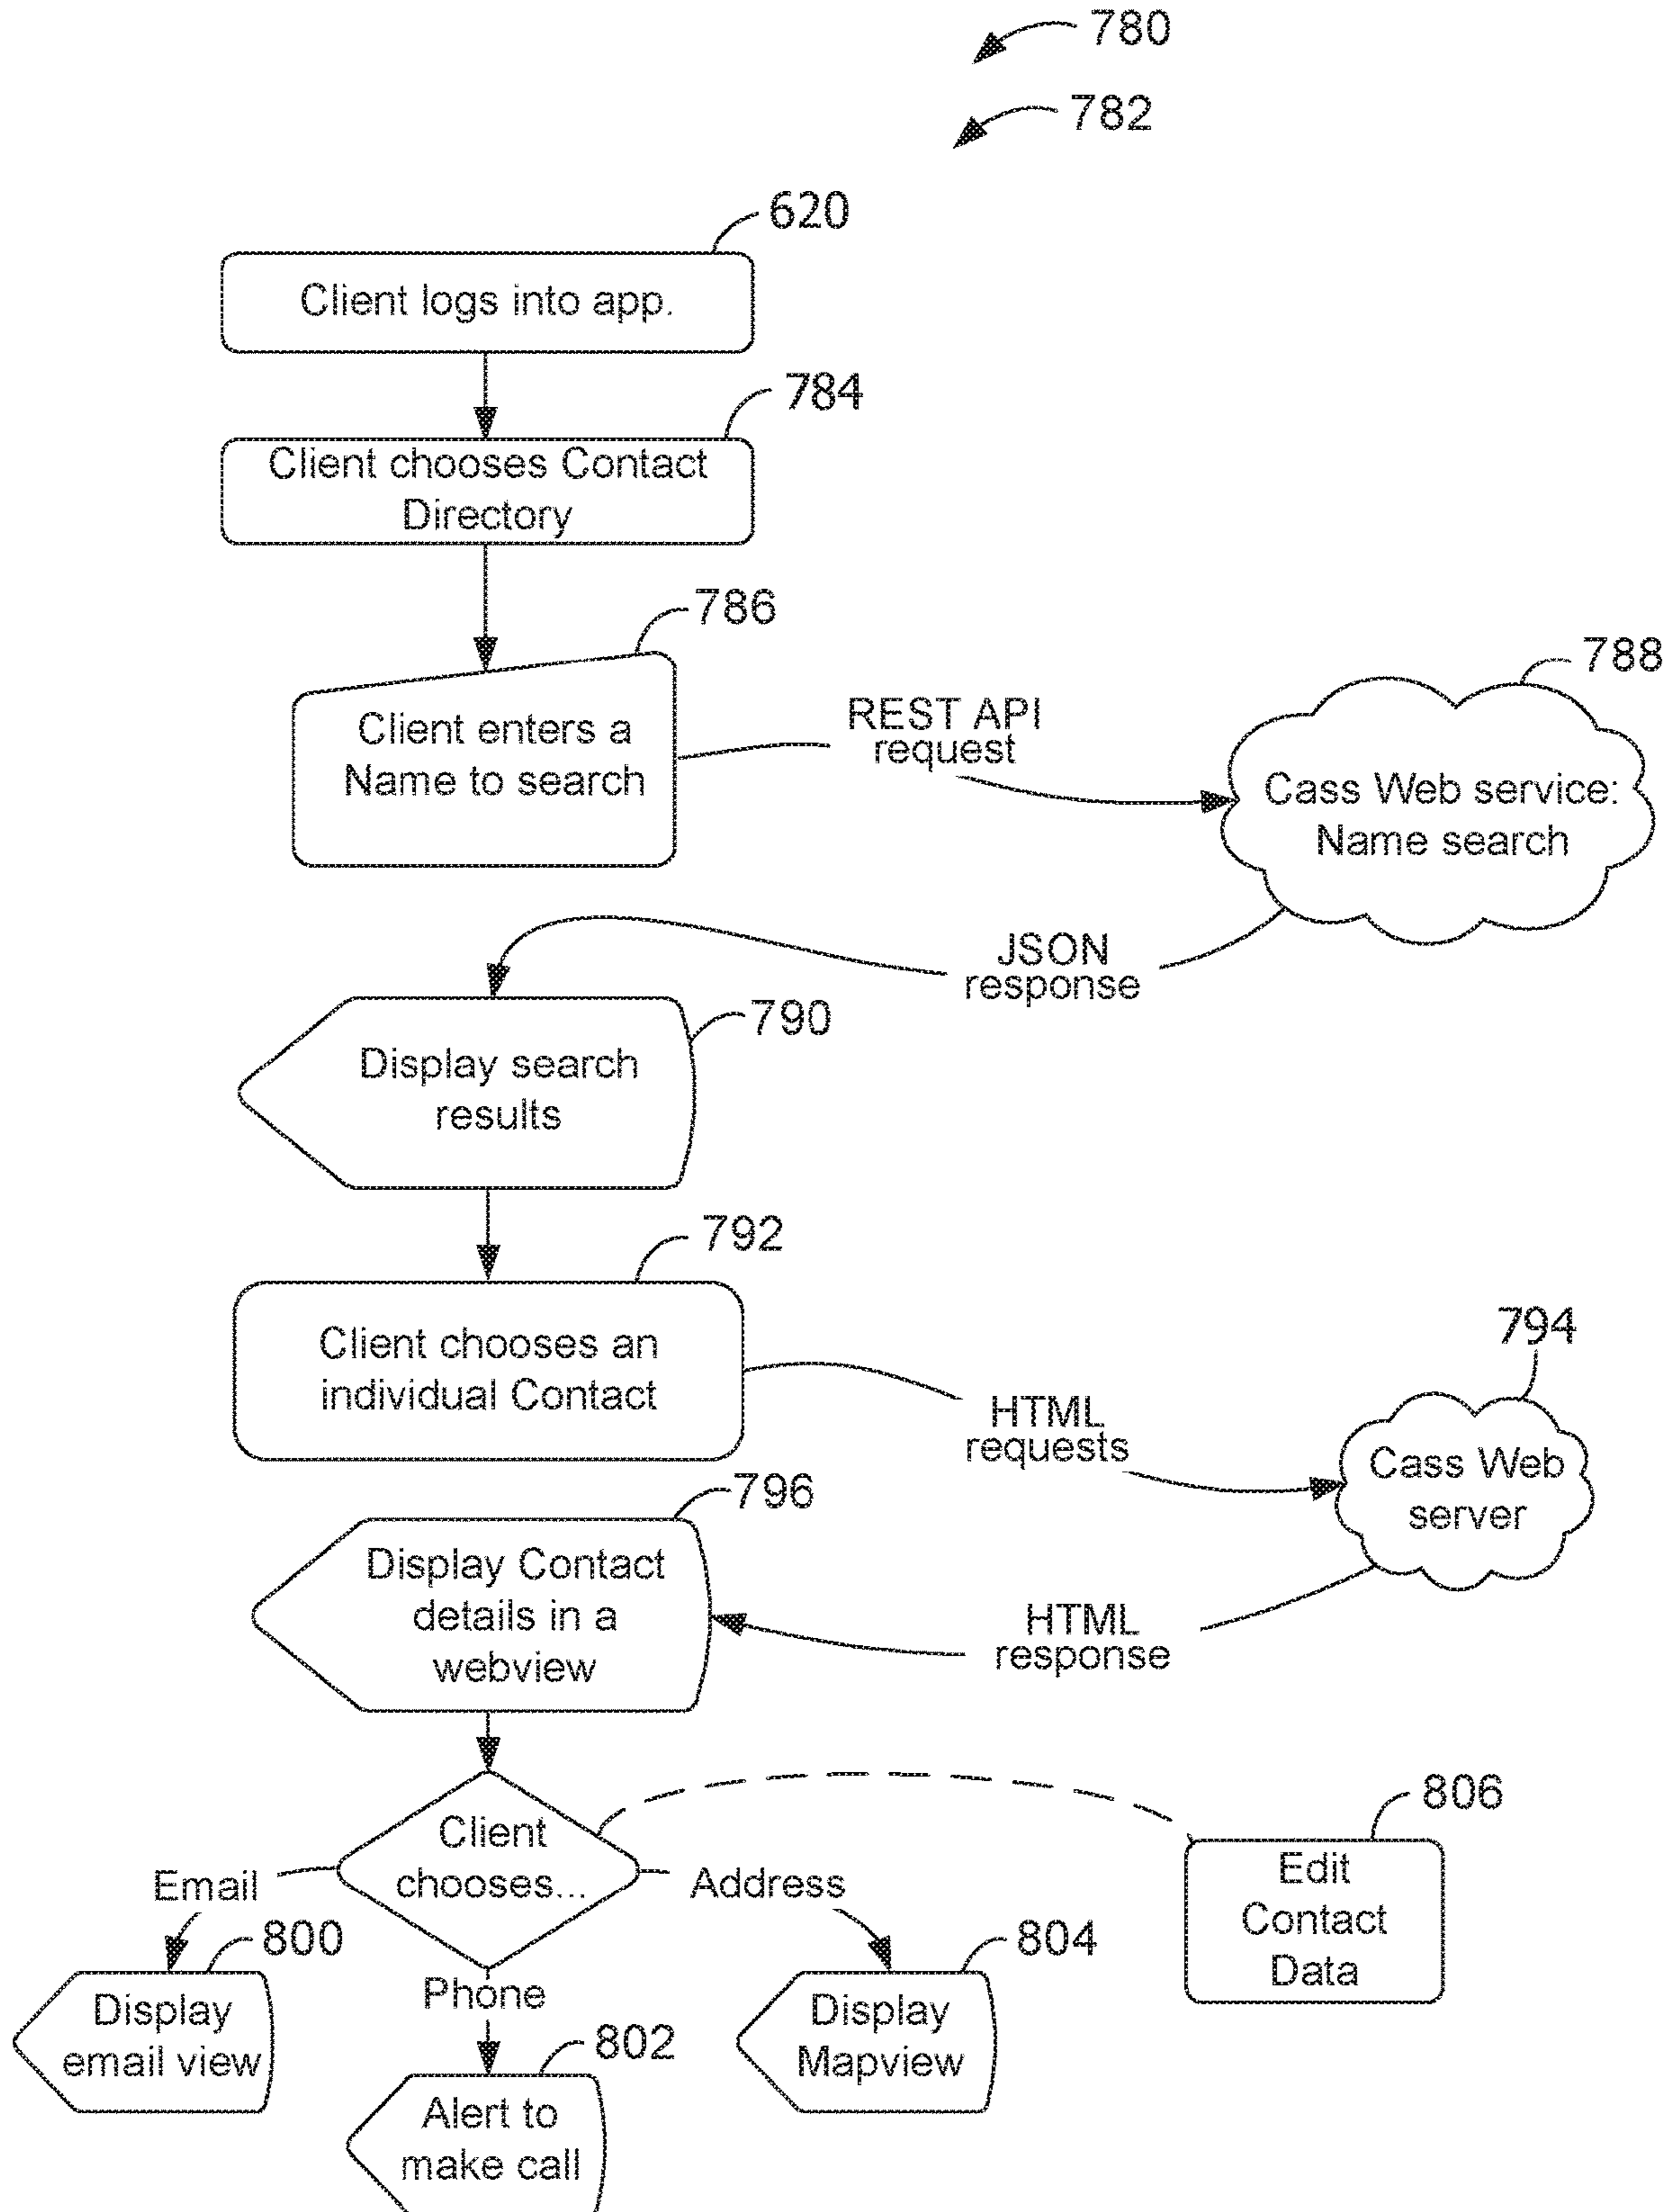 780
782
620
Client logs into app.
784
Client chooses Contact
Directory
786
Client enters a
Name to search
REST API
request
788
Cass Web service:
Name search
JSON
response
790
Display search
results
792
Client chooses an
individual Contact
HTML
requests
794
Cass Web
server
796
Display Contact
details in a
webview
HTML
response
Client
chooses...
Email
Address
806
Edit
Contact
Data
800
Display
email view
Phone
802
Alert to
make call
804
Display
Mapview